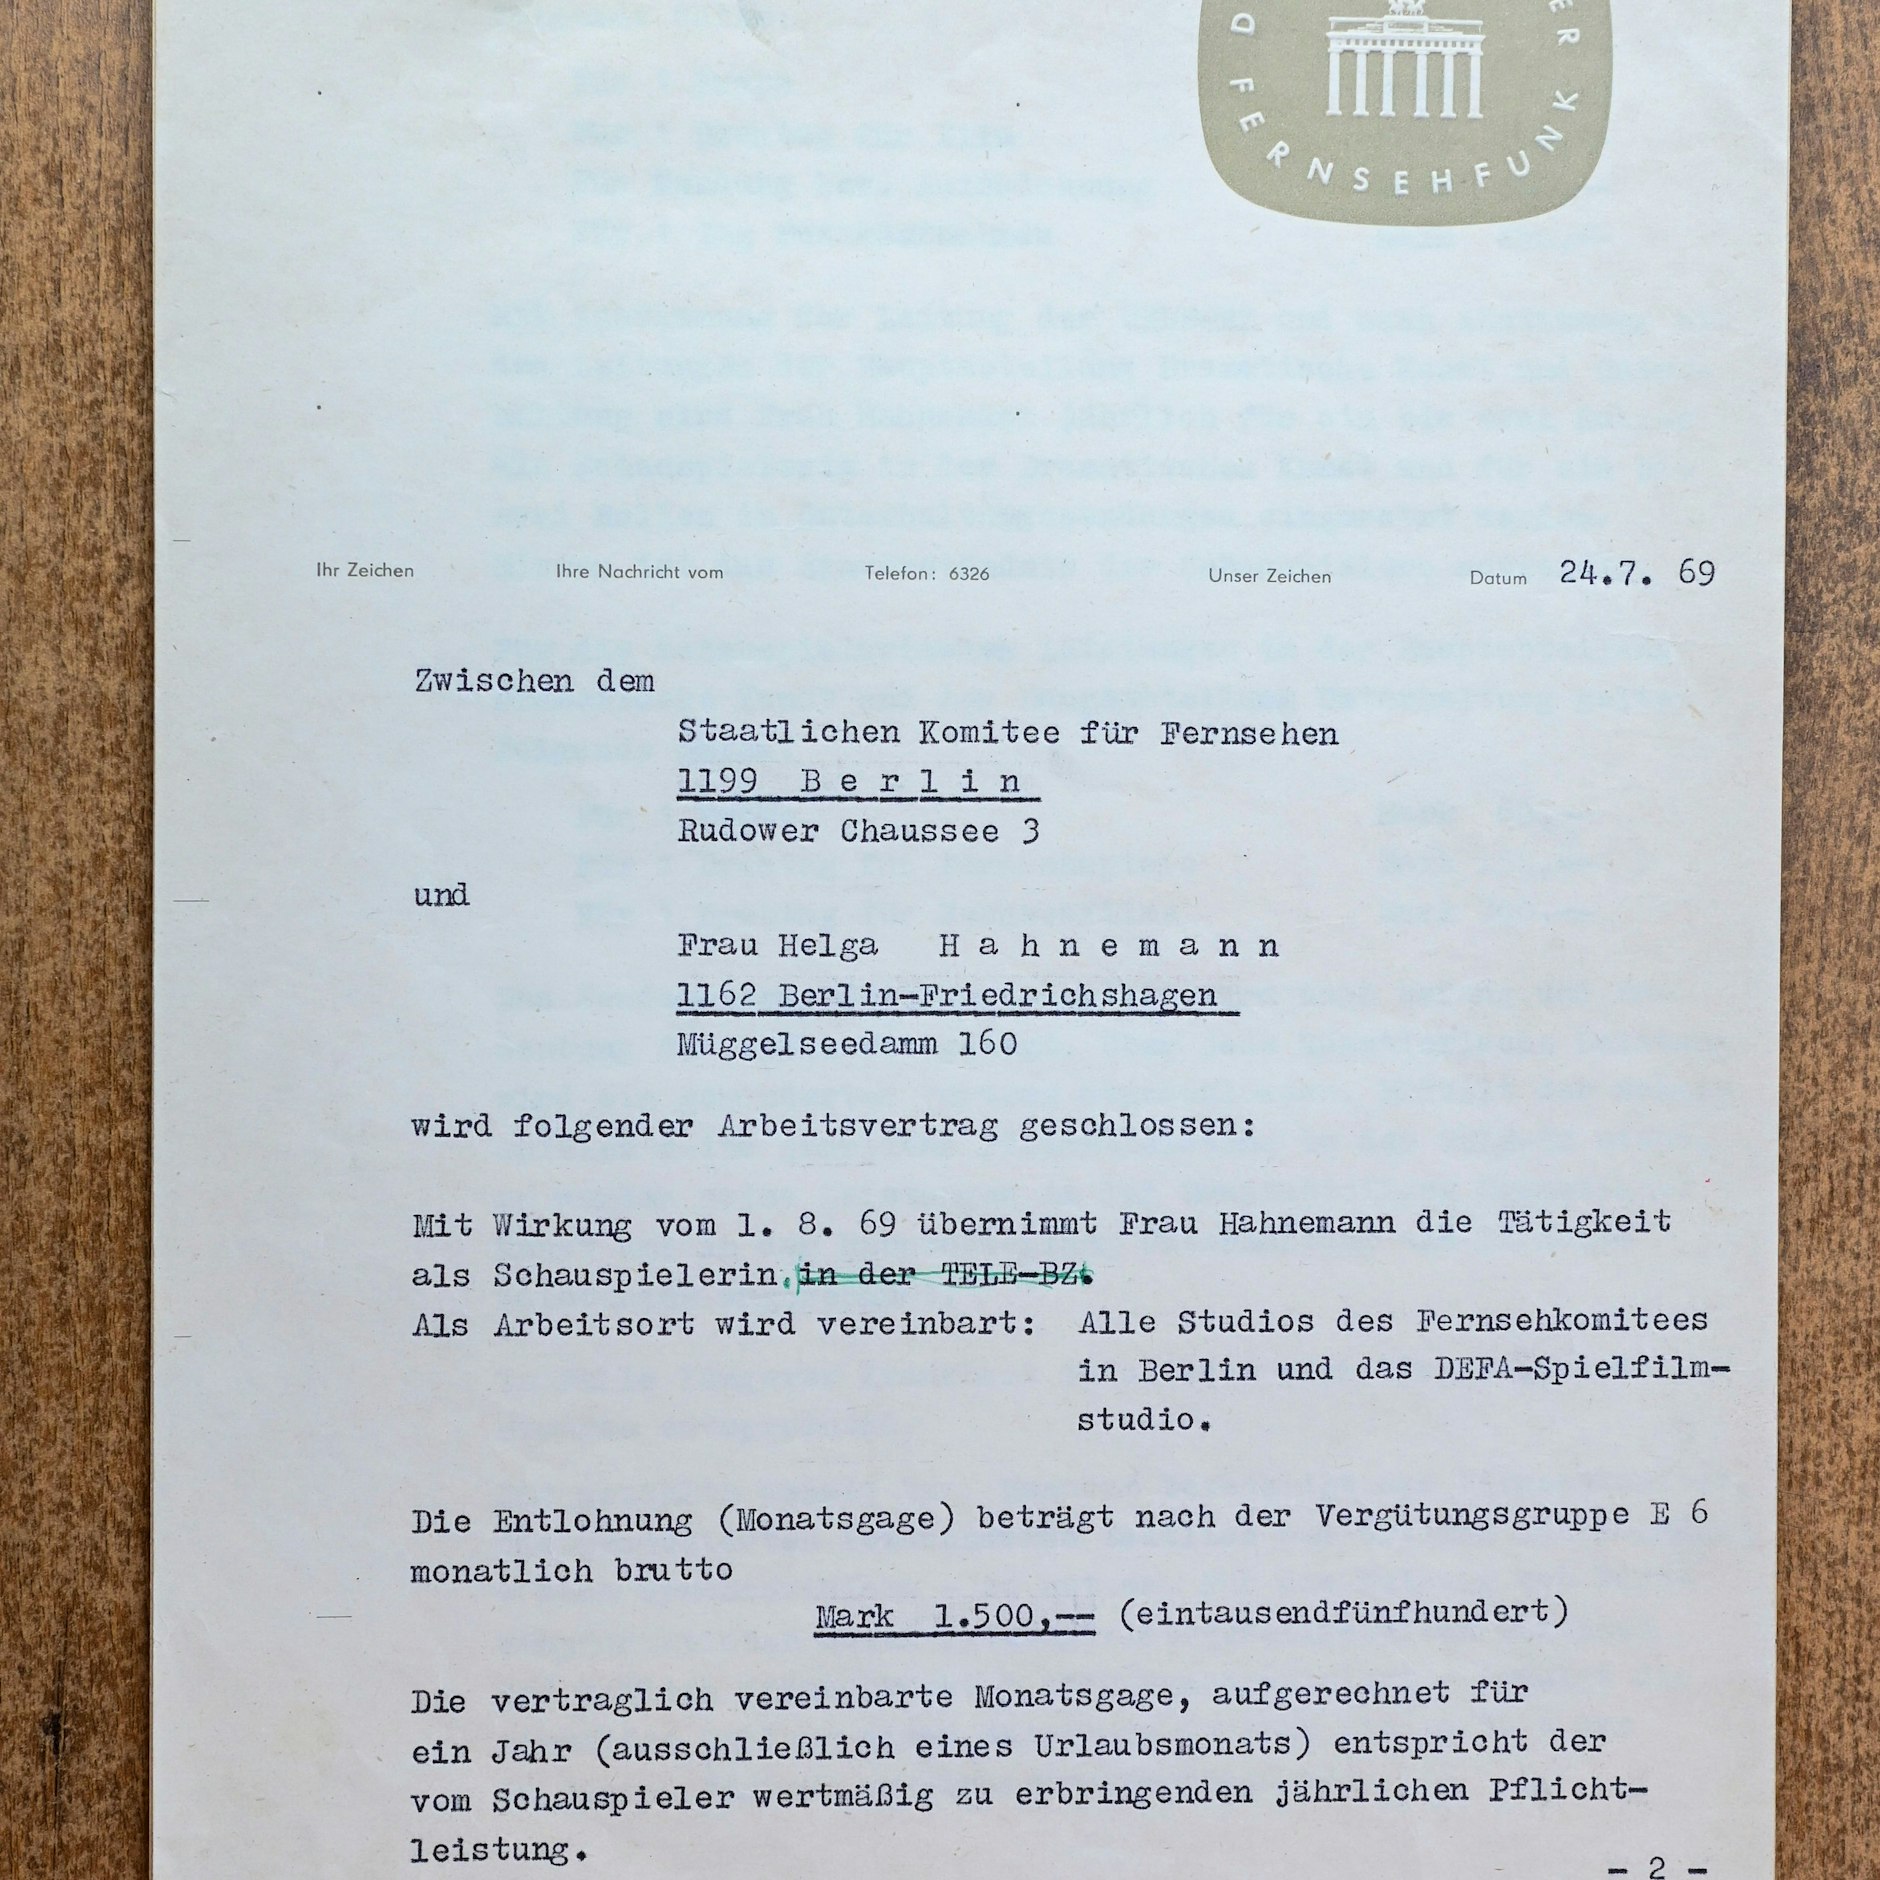 FERNSEHFUNK
Ihr Zeichen Ihre Nachricht vom Telefon: 6326 Unser Zeichen Datum 24.7. 69
Zwischen dem
Staatlichen Komitee für Fernsehen
1199 B e r l i n
Rudower Chaussee 3
und
Frau Helga H a h n e m a n n
1162 Berlin-Friedrichshagen
Müggelseedamm 160
wird folgender Arbeitsvertrag geschlossen:
Mit Wirkung vom 1. 8. 69 übernimmt Frau Hahnemann die Tätigkeit
als Schauspielerin. in der TELE-BZ.
Als Arbeitsort wird vereinbart: Alle Studios des Fernsehkomitees
in Berlin und das DEFA-Spielfilm-
studio.
Die Entlohnung (Monatsgage) beträgt nach der Vergütungsgruppe E 6
monatlich brutto
Mark 1.500,-- (eintausendfünfhundert)
Die vertraglich vereinbarte Monatsgage, aufgerechnet für
ein Jahr (ausschließlich eines Urlaubsmonats) entspricht der
vom Schauspieler wertmäßig zu erbringenden jährlichen Pflicht-
leistung.
- 2 -